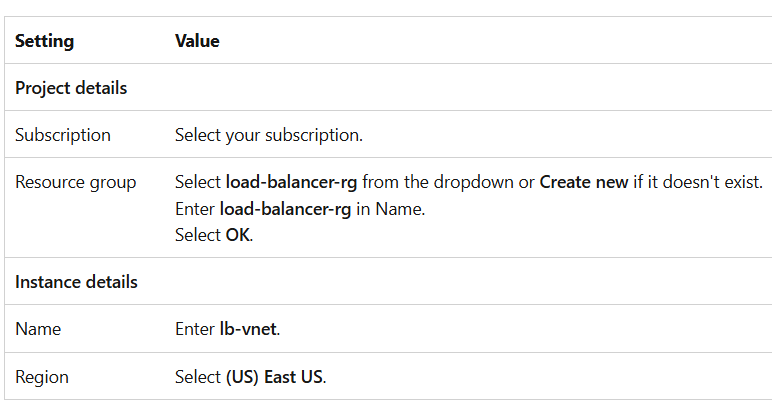 Setting Value
Project details
Subscription Select your subscription.
Resource group Select load-balancer-rg from the dropdown or Create new if it doesn't exist.
Enter load-balancer-rg in Name.
Select OK.
Instance details
Name Enter lb-vnet.
Region Select (US) East US.